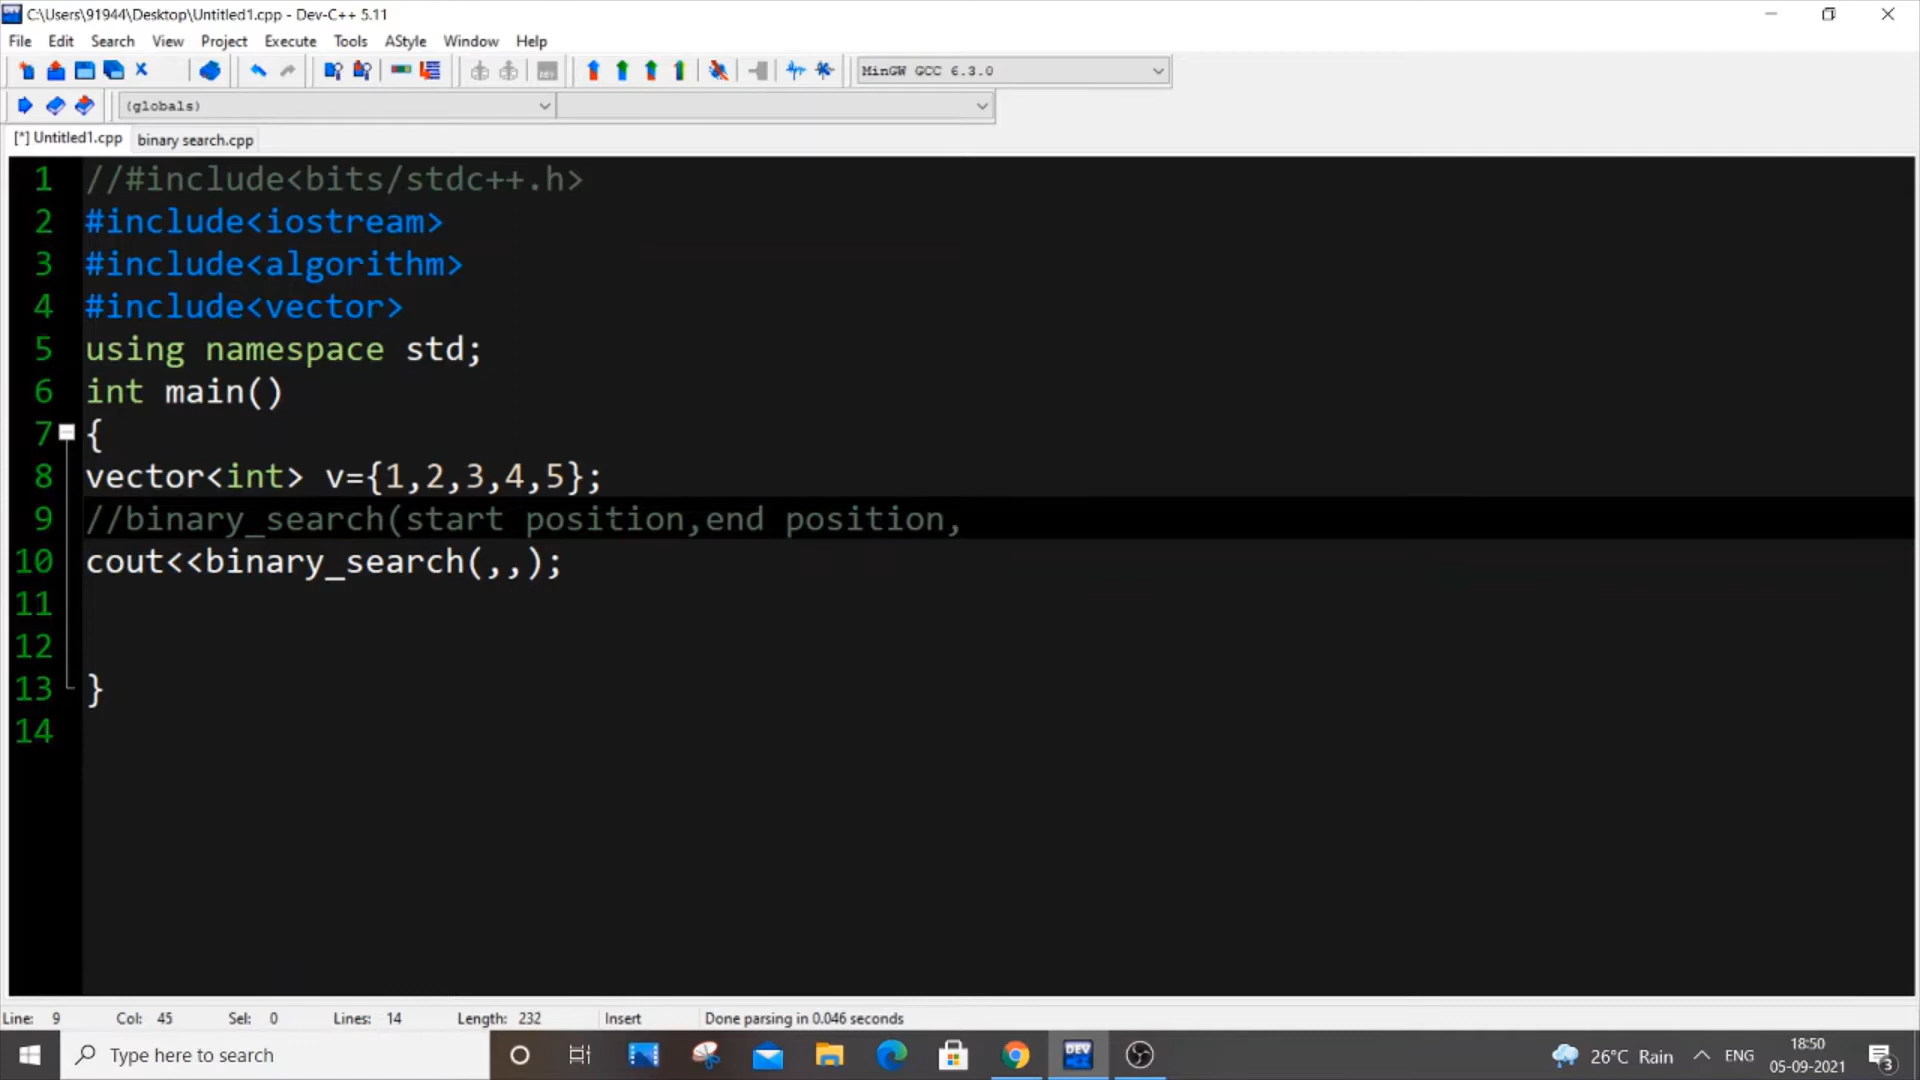 C:\Users\91944\Desktop\Untitled1.cpp - Dev-C++ 5.11
File Edit Search View Project Execute Tools AStyle Window Help
MinGW GCC 6.3.0
(globals)
[*] Untitled1.cpp binary search.cpp
1 //#include<bits/stdc++.h>
2 #include<iostream>
3 #include<algorithm>
4 #include<vector>
5 using namespace std;
6 int main()
7 {
8 vector<int> v={1,2,3,4,5};
9 //binary_search(start position,end position,
10 cout<<binary_search(,,);
11
12
13 }
14
Line: 9 Col: 45 Sel: 0 Lines: 14 Length: 232 Insert Done parsing in 0.046 seconds
Type here to search
DEV
26°C Rain
ENG
18:50
05-09-2021
3